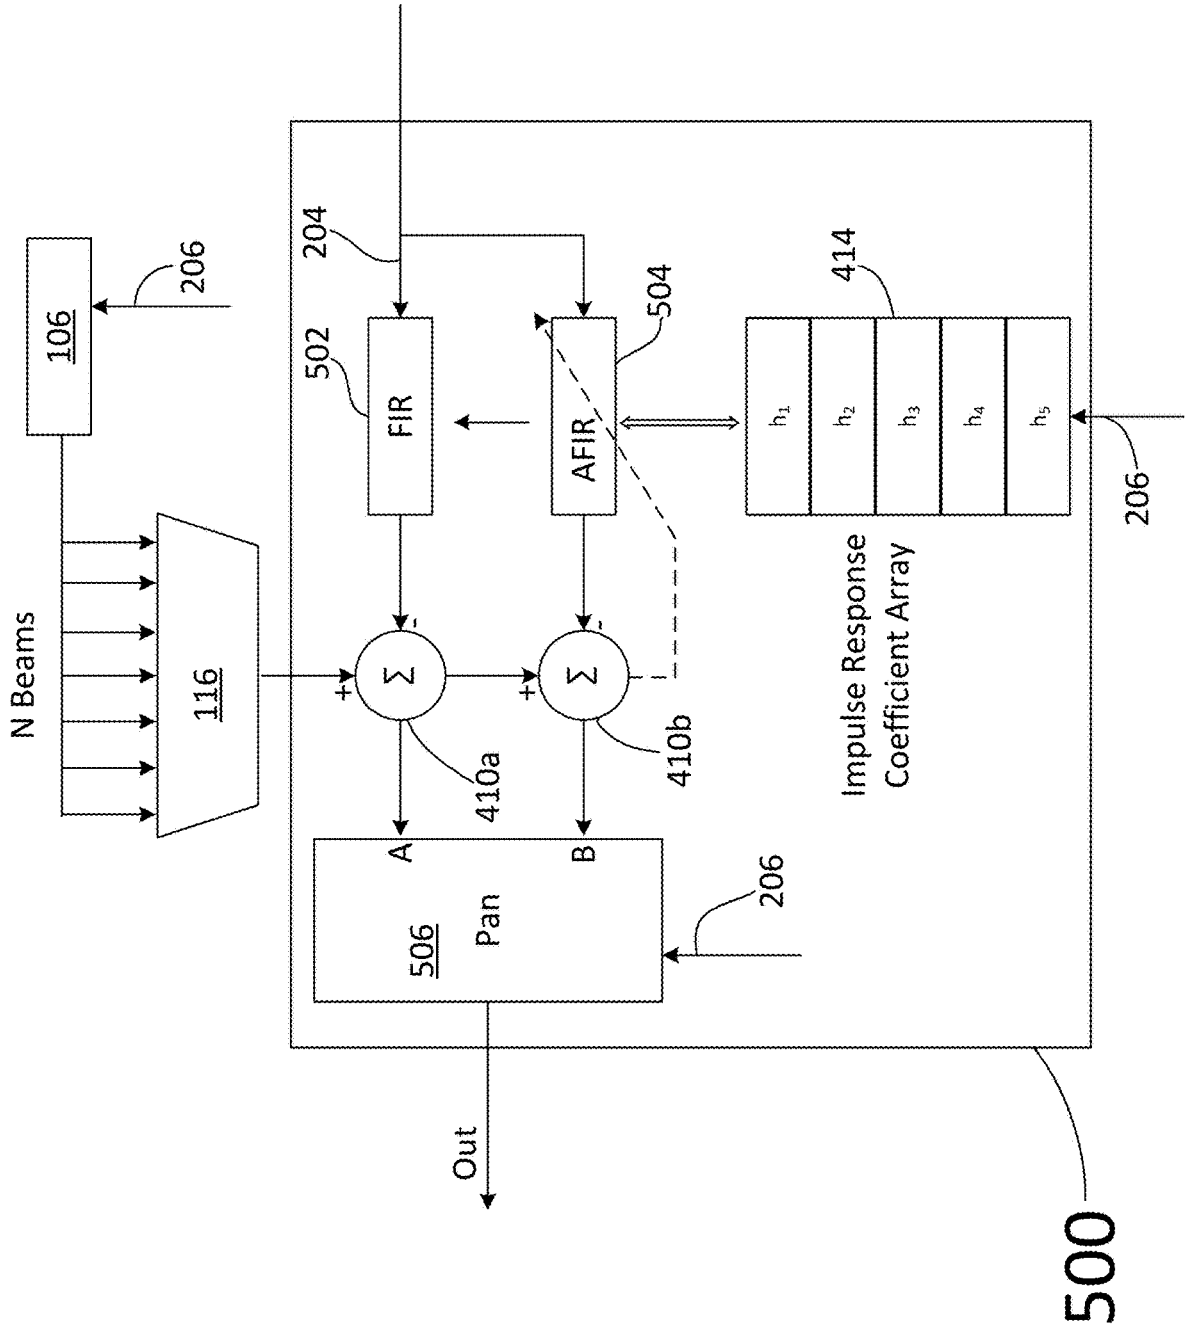 N Beams
106
206
116
204
502
FIR
504
AFIR
414
h1
h2
h3
h4
h5
206
Impulse Response
Coefficient Array
Σ
+
-
410a
Σ
+
-
410b
A
B
506
Pan
206
Out
500